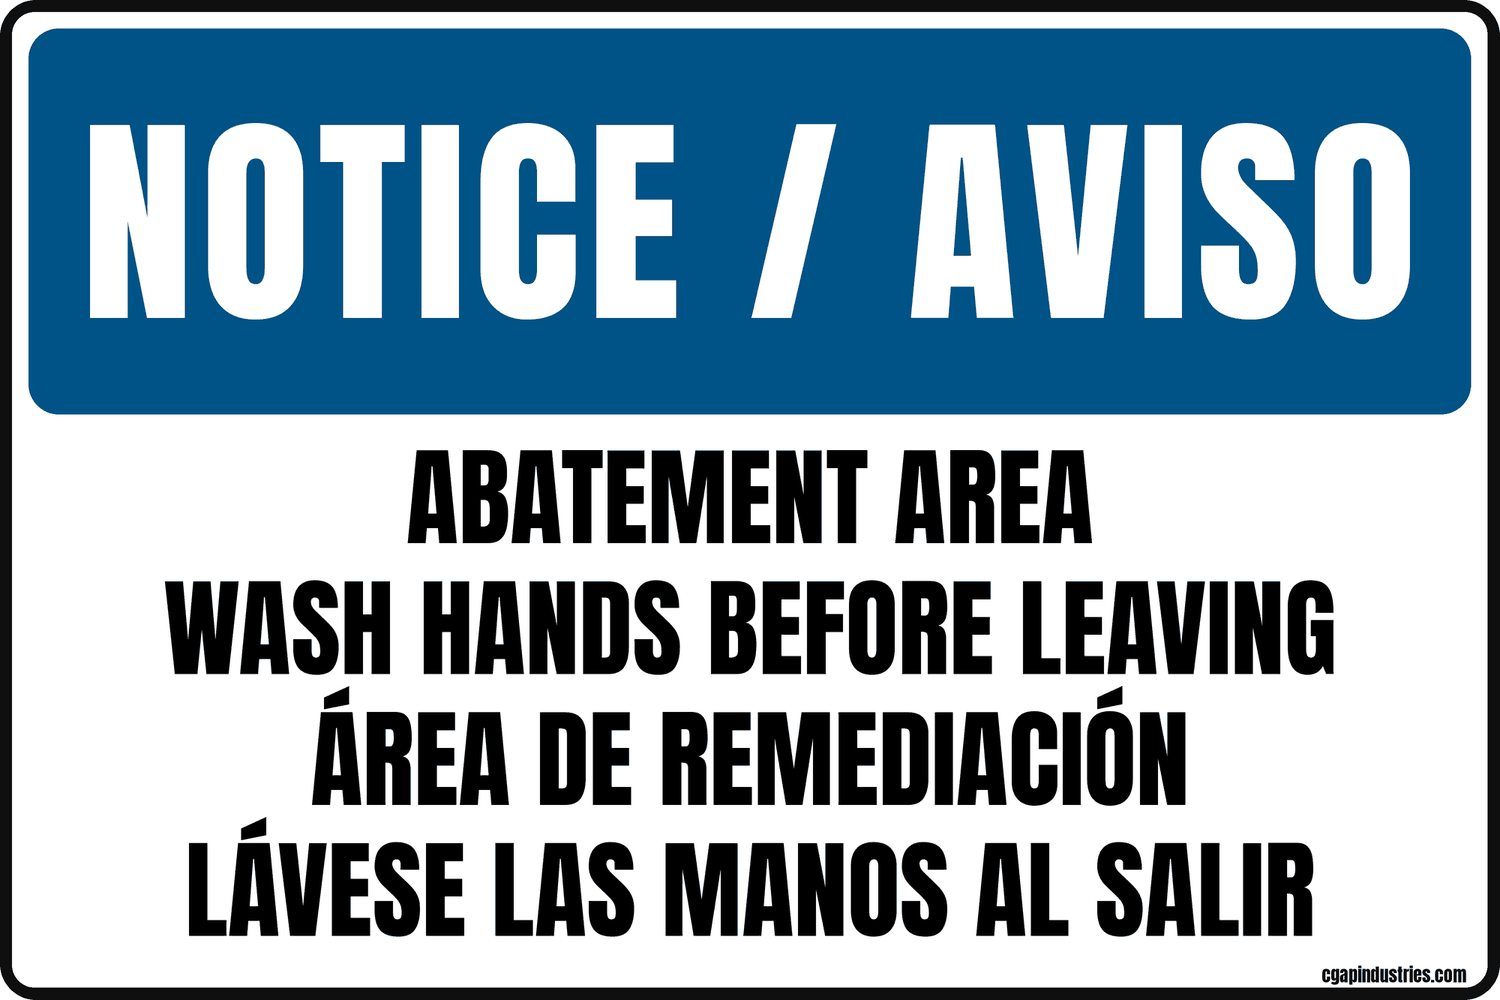 NOTICE / AVISO
ABATEMENT AREA
WASH HANDS BEFORE LEAVING
ÁREA DE REMEDIACIÓN
LÁVESE LAS MANOS AL SALIR
cgapindustries.com